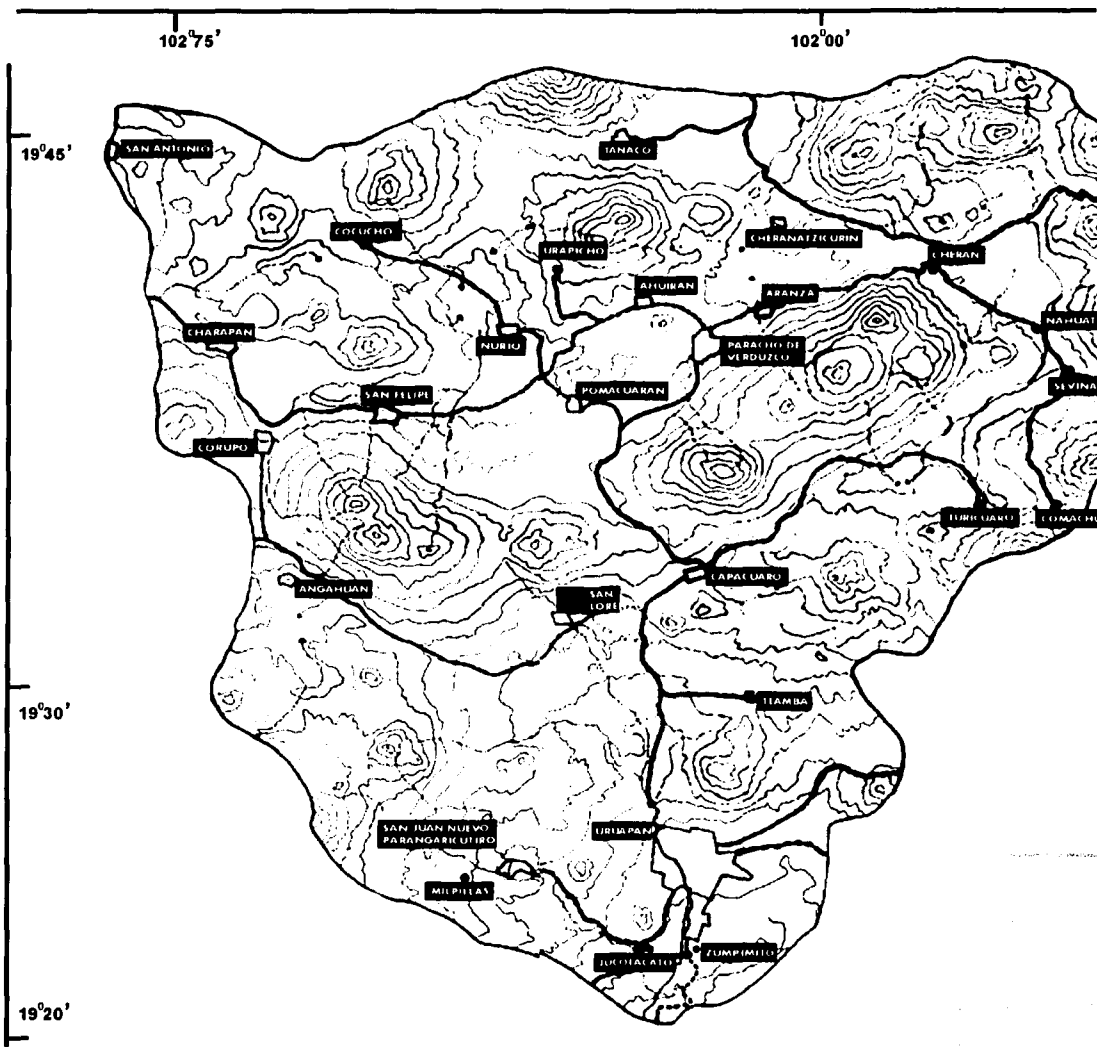 102°75'
102°00'
19°45'
SAN ANTONIO
TANACO
COCUCHO
URAPICHO
CHERANATZICURIN
CHERAN
AHUIRAN
ARANZA
NAHUAT
CHARAPAN
NURIO
PARACHO DE
VERDUZCO
SEVINA
SAN FELIPE
POMACUARAN
CORUPO
TURICUARO
COMACHU
CAPACUARO
ANGAHUAN
SAN
LORE
19°30'
TEAMBA
SAN JUAN NUEVO
PARANGARICUTIRO
URUAPAN
MILPILLAS
JUCUTACATO
ZUMPIMITO
19°20'